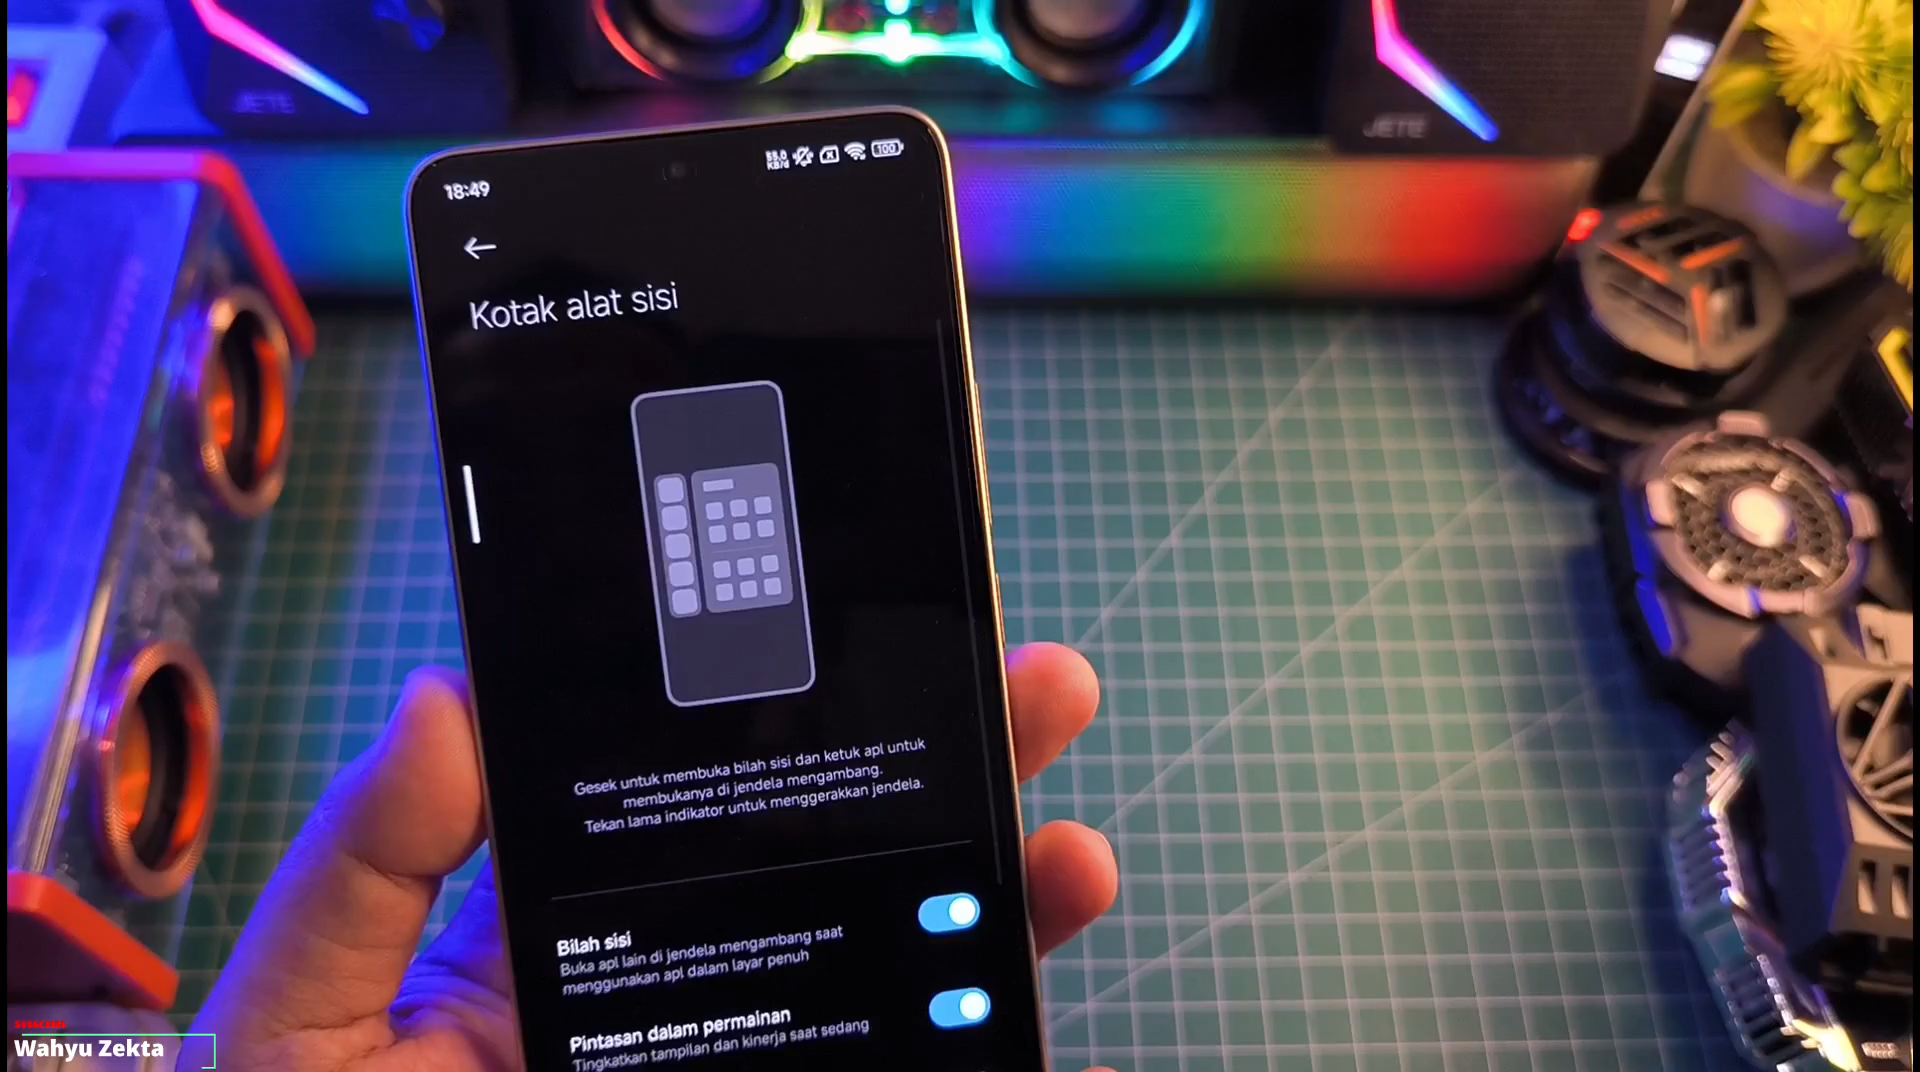 JETE
JETE
18:49
100
Kotak alat sisi
Gesek untuk membuka bilah sisi dan ketuk apl untuk
membukanya di jendela mengambang.
Tekan lama indikator untuk menggerakkan jendela.
Bilah sisi
Buka apl lain di jendela mengambang saat
menggunakan apl dalam layar penuh
Pintasan dalam permainan
Tingkatkan tampilan dan kinerja saat sedang
Wahyu Zekta